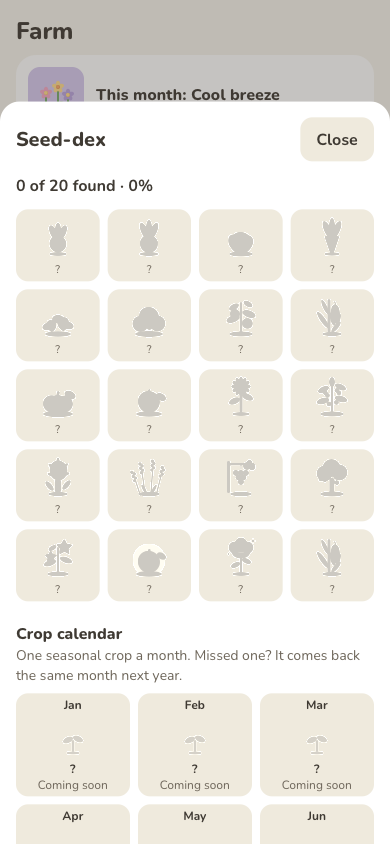 Farm
This month: Cool breeze
Seed-dex
Close
0 of 20 found · 0%
? ? ? ?
? ? ? ?
? ? ? ?
? ? ? ?
? ? ? ?
Crop calendar
One seasonal crop a month. Missed one? It comes back
the same month next year.
Jan Feb Mar
? ? ?
Coming soon Coming soon Coming soon
Apr May Jun